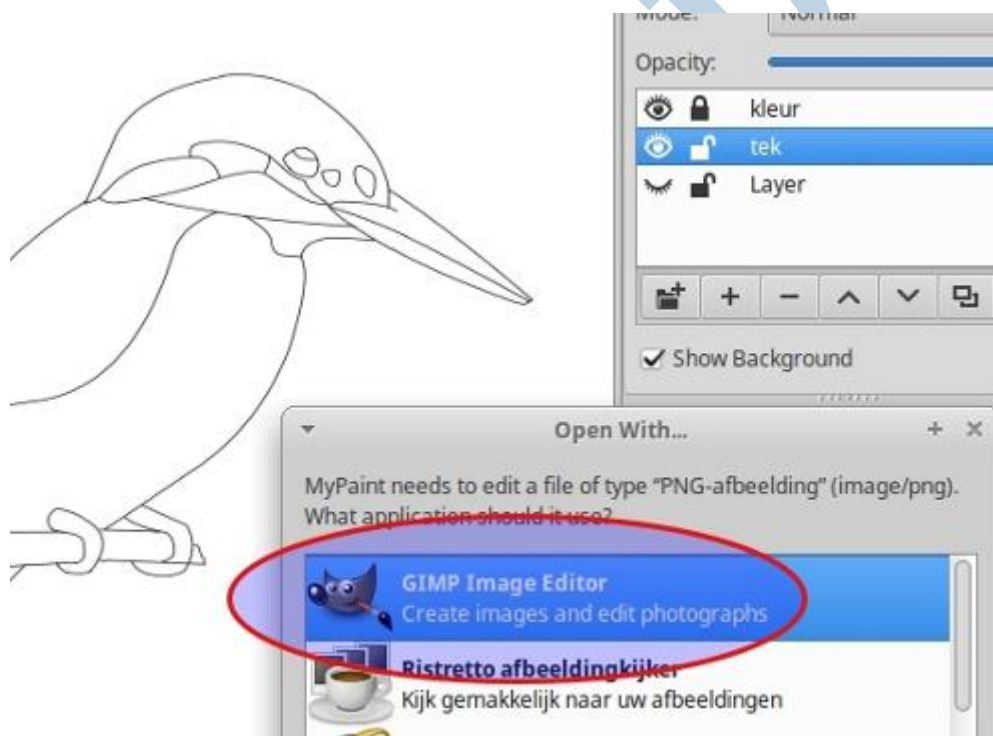 Mode: Normal
Opacity:
kleur
tek
Layer
Show Background
Open With...
MyPaint needs to edit a file of type “PNG-afbeelding” (image/png).
What application should it use?
GIMP Image Editor
Create images and edit photographs
Ristretto afbeeldingkijker
Kijk gemakkelijk naar uw afbeeldingen